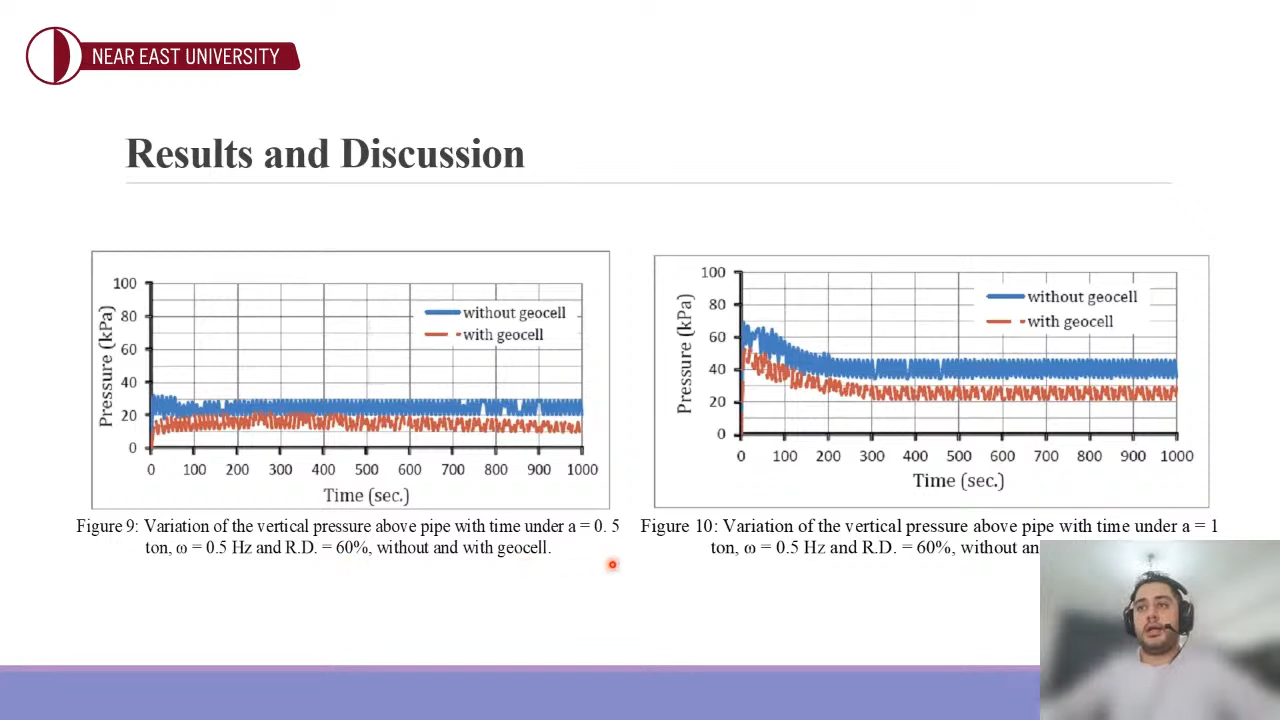 NEAR EAST UNIVERSITY
Results and Discussion
100
80
60
40
20
0
Pressure (kPa)
without geocell
with geocell
0 100 200 300 400 500 600 700 800 900 1000
Time (sec.)
Figure 9: Variation of the vertical pressure above pipe with time under a = 0. 5
ton, ω = 0.5 Hz and R.D. = 60%, without and with geocell.
100
80
60
40
20
0
Pressure (kPa)
without geocell
with geocell
0 100 200 300 400 500 600 700 800 900 1000
Time (sec.)
Figure 10: Variation of the vertical pressure above pipe with time under a = 1
ton, ω = 0.5 Hz and R.D. = 60%, without